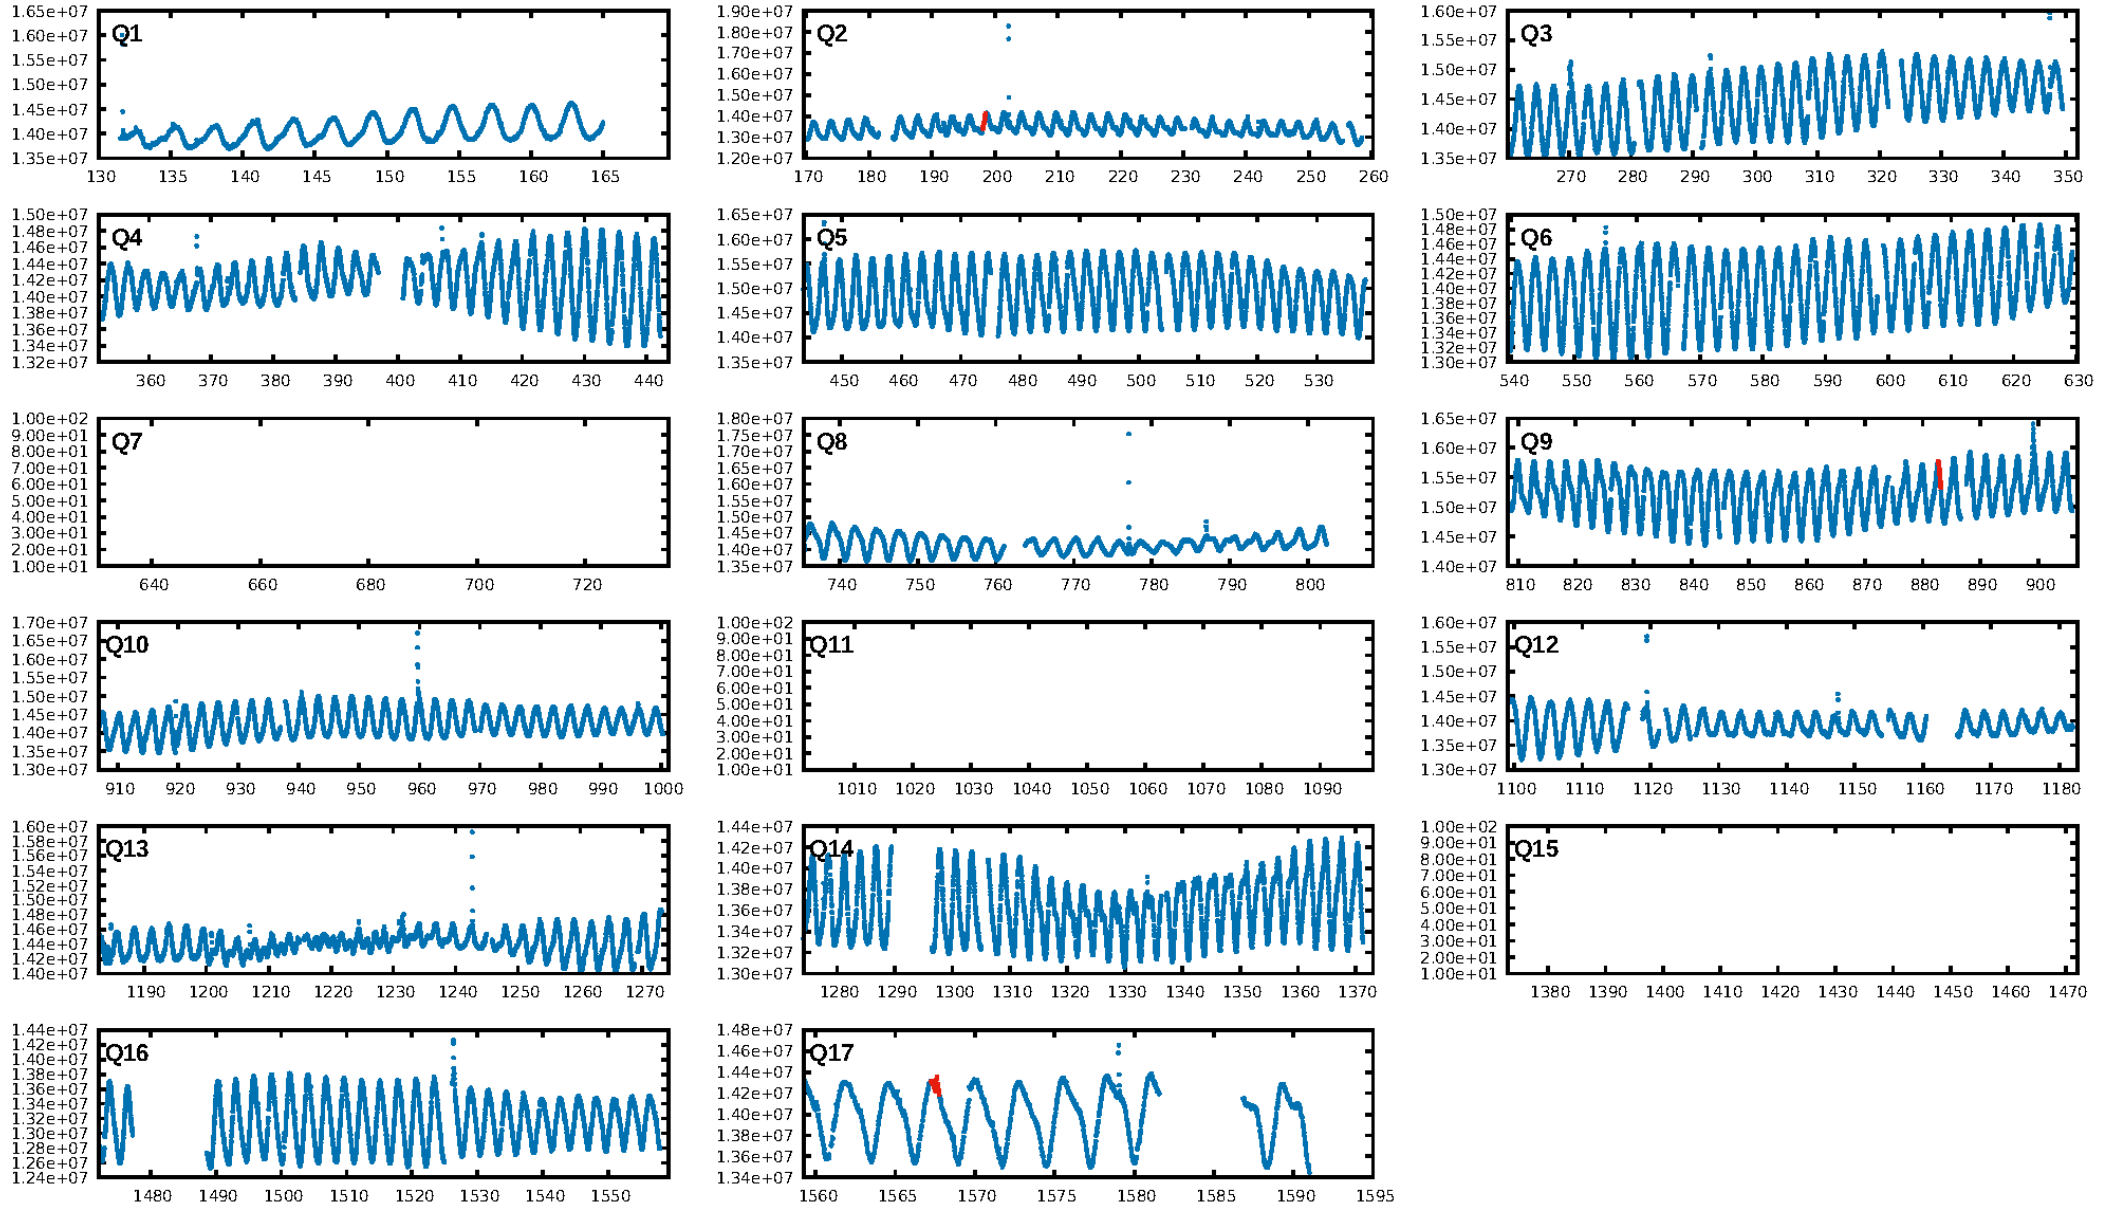 1.65e+07
1.60e+07
1.55e+07
1.50e+07
1.45e+07
1.40e+07
1.35e+07
Q1
130 135 140 145 150 155 160 165
1.90e+07
1.80e+07
1.70e+07
1.60e+07
1.50e+07
1.40e+07
1.30e+07
1.20e+07
Q2
170 180 190 200 210 220 230 240 250 260
1.60e+07
1.55e+07
1.50e+07
1.45e+07
1.40e+07
1.35e+07
Q3
270 280 290 300 310 320 330 340 350
1.50e+07
1.48e+07
1.46e+07
1.44e+07
1.42e+07
1.40e+07
1.38e+07
1.36e+07
1.34e+07
1.32e+07
Q4
360 370 380 390 400 410 420 430 440
1.65e+07
1.60e+07
1.55e+07
1.50e+07
1.45e+07
1.40e+07
1.35e+07
Q5
450 460 470 480 490 500 510 520 530
1.50e+07
1.48e+07
1.46e+07
1.44e+07
1.42e+07
1.40e+07
1.38e+07
1.36e+07
1.34e+07
1.32e+07
1.30e+07
Q6
540 550 560 570 580 590 600 610 620 630
1.00e+02
9.00e+01
8.00e+01
7.00e+01
6.00e+01
5.00e+01
4.00e+01
3.00e+01
2.00e+01
1.00e+01
Q7
640 660 680 700 720
1.80e+07
1.75e+07
1.70e+07
1.65e+07
1.60e+07
1.55e+07
1.50e+07
1.45e+07
1.40e+07
1.35e+07
Q8
740 750 760 770 780 790 800
1.65e+07
1.60e+07
1.55e+07
1.50e+07
1.45e+07
1.40e+07
Q9
810 820 830 840 850 860 870 880 890 900
1.70e+07
1.65e+07
1.60e+07
1.55e+07
1.50e+07
1.45e+07
1.40e+07
1.35e+07
1.30e+07
Q10
910 920 930 940 950 960 970 980 990 1000
1.00e+02
9.00e+01
8.00e+01
7.00e+01
6.00e+01
5.00e+01
4.00e+01
3.00e+01
2.00e+01
1.00e+01
Q11
1010 1020 1030 1040 1050 1060 1070 1080 1090
1.60e+07
1.55e+07
1.50e+07
1.45e+07
1.40e+07
1.35e+07
1.30e+07
Q12
1100 1110 1120 1130 1140 1150 1160 1170 1180
1.60e+07
1.58e+07
1.56e+07
1.54e+07
1.52e+07
1.50e+07
1.48e+07
1.46e+07
1.44e+07
1.42e+07
1.40e+07
Q13
1190 1200 1210 1220 1230 1240 1250 1260 1270
1.44e+07
1.42e+07
1.40e+07
1.38e+07
1.36e+07
1.34e+07
1.32e+07
1.30e+07
Q14
1280 1290 1300 1310 1320 1330 1340 1350 1360 1370
1.00e+02
9.00e+01
8.00e+01
7.00e+01
6.00e+01
5.00e+01
4.00e+01
3.00e+01
2.00e+01
1.00e+01
Q15
1380 1390 1400 1410 1420 1430 1440 1450 1460 1470
1.44e+07
1.42e+07
1.40e+07
1.38e+07
1.36e+07
1.34e+07
1.32e+07
1.30e+07
1.28e+07
1.26e+07
1.24e+07
Q16
1480 1490 1500 1510 1520 1530 1540 1550
1.48e+07
1.46e+07
1.44e+07
1.42e+07
1.40e+07
1.38e+07
1.36e+07
1.34e+07
Q17
1560 1565 1570 1575 1580 1585 1590 1595